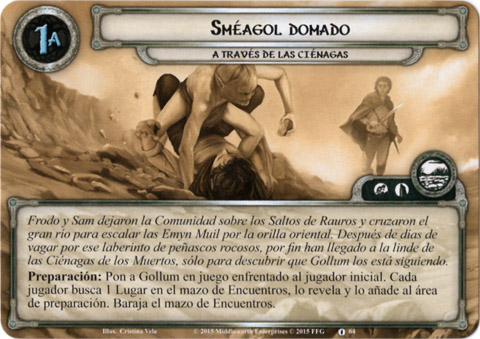 1A
SMÉAGOL DOMADO
A TRAVÉS DE LAS CIÉNAGAS
Frodo y Sam dejaron la Comunidad sobre los Saltos de Rauros y cruzaron el
gran río para escalar las Emyn Muil por la orilla oriental. Después de días de
vagar por ese laberinto de peñascos rocosos, por fin han llegado a la linde de
las Ciénagas de los Muertos, sólo para descubrir que Gollum los está siguiendo.
Preparación: Pon a Gollum en juego enfrentado al jugador inicial. Cada
jugador busca 1 Lugar en el mazo de Encuentros, lo revela y lo añade al área
de preparación. Baraja el mazo de Encuentros.
Illus. Cristina Vela © 2015 Middle-earth Enterprises © 2015 FFG 84